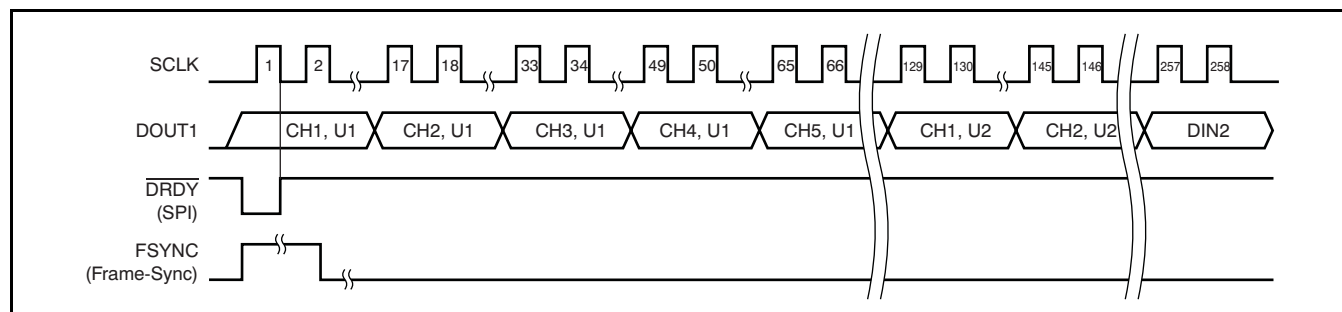 SCLK 1 2 17 18 33 34 49 50 65 66 129 130 145 146 257 258
DOUT1 CH1, U1 CH2, U1 CH3, U1 CH4, U1 CH5, U1 CH1, U2 CH2, U2 DIN2
DRDY
(SPI)
FSYNC
(Frame-Sync)